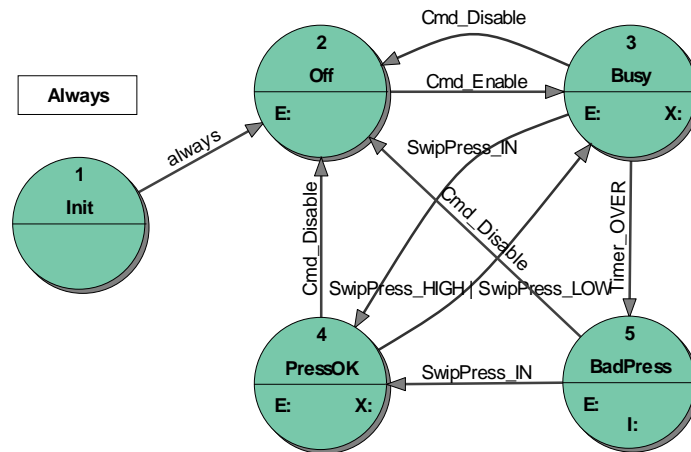 Cmd_Disable
2
Off
E:
3
Busy
E: X:
Cmd_Enable
Always
always
SwipPress_IN
1
Init
Cmd_Disable
Cmd_Disable
Timer_OVER
SwipPress_HIGH | SwipPress_LOW
4
PressOK
E: X:
SwipPress_IN
5
BadPress
E:
I: